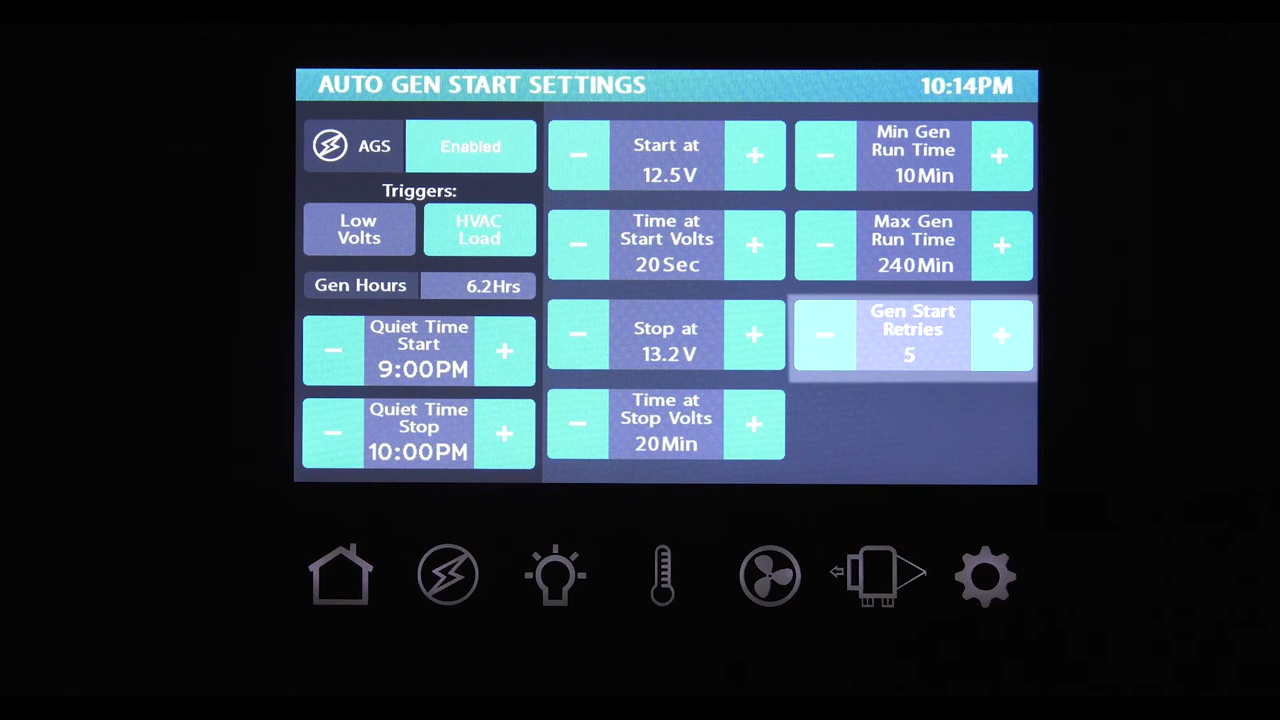 AUTO GEN START SETTINGS
10:14PM
AGS
Enabled
Triggers:
Low
Volts
HVAC
Load
Gen Hours
6.2Hrs
−
Quiet Time
Start
9:00PM
+
−
Quiet Time
Stop
10:00PM
+
−
Start at
12.5V
+
−
Time at
Start Volts
20Sec
+
−
Stop at
13.2V
+
−
Time at
Stop Volts
20Min
+
−
Min Gen
Run Time
10Min
+
−
Max Gen
Run Time
240Min
+
−
Gen Start
Retries
5
+